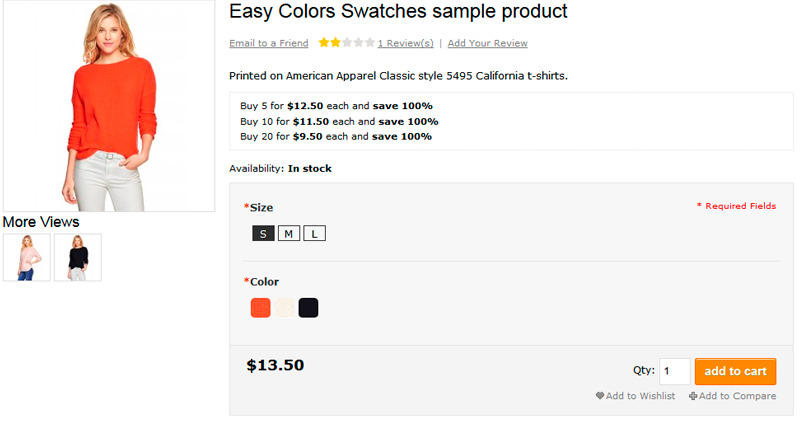 Easy Colors Swatches sample product
Email to a Friend 1 Review(s) | Add Your Review
Printed on American Apparel Classic style 5495 California t-shirts.
Buy 5 for $12.50 each and save 100%
Buy 10 for $11.50 each and save 100%
Buy 20 for $9.50 each and save 100%
Availability: In stock
*Size
* Required Fields
S M L
More Views
*Color
$13.50
Qty: 1 add to cart
Add to Wishlist Add to Compare